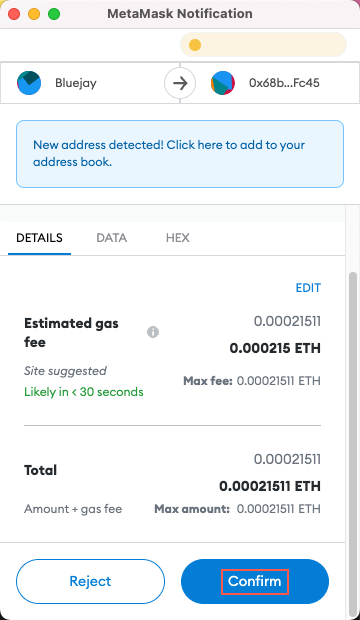 MetaMask Notification
Bluejay
0x68b...Fc45
New address detected! Click here to add to your
address book.
DETAILS DATA HEX
EDIT
Estimated gas
fee
0.00021511
0.000215 ETH
Site suggested
Max fee: 0.00021511 ETH
Likely in < 30 seconds
0.00021511
Total
0.00021511 ETH
Amount + gas fee Max amount: 0.00021511 ETH
Reject Confirm